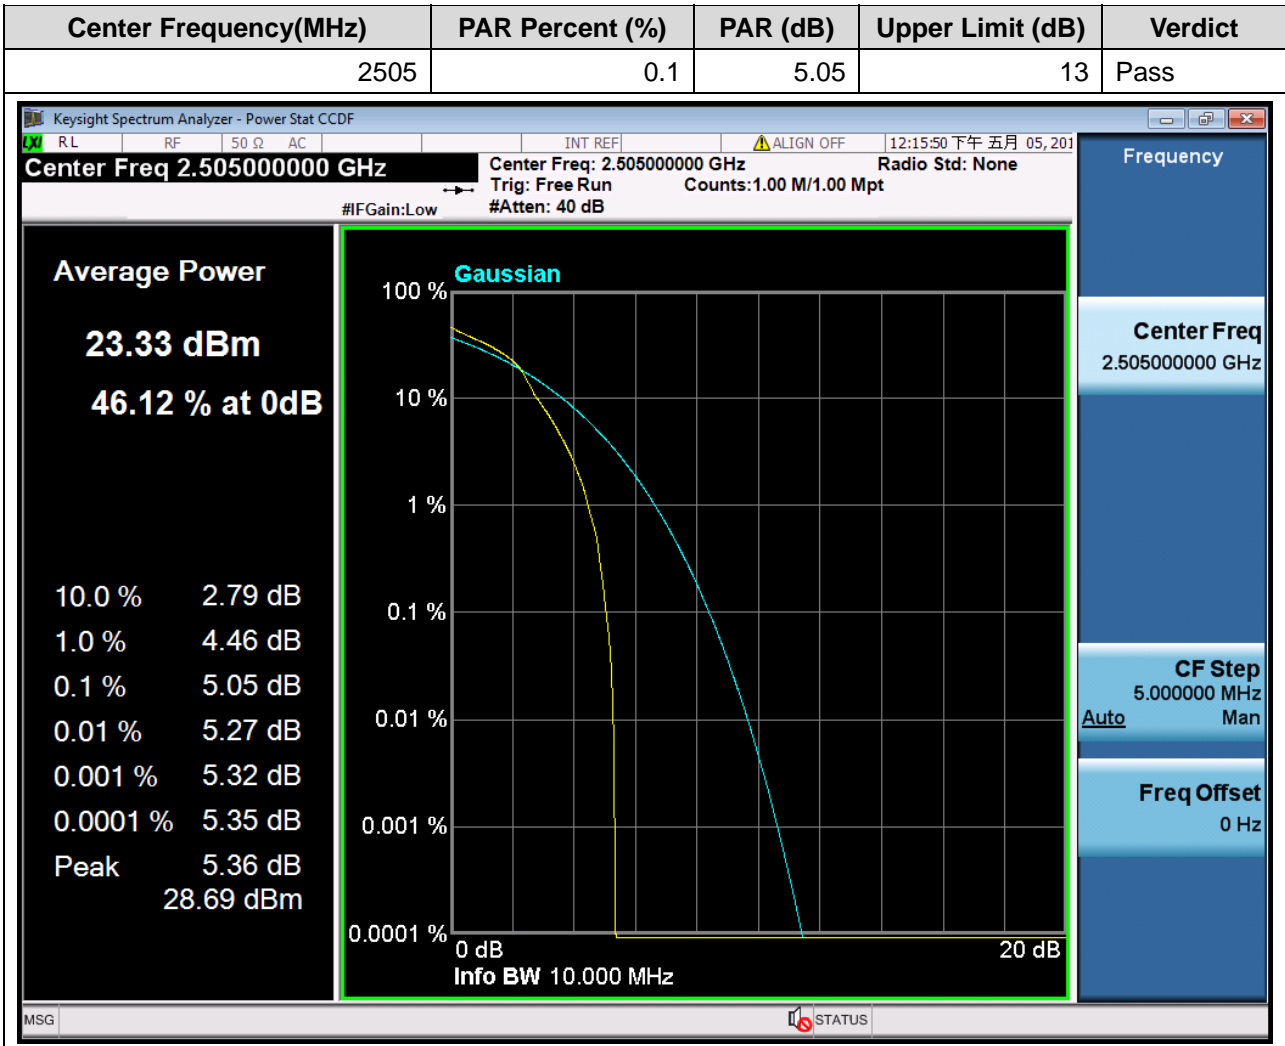 Center Frequency(MHz) PAR Percent (%) PAR (dB) Upper Limit (dB) Verdict
2505 0.1 5.05 13 Pass
Keysight Spectrum Analyzer - Power Stat CCDF
LXI RL RF 50 Ω AC INT REF ALIGN OFF 12:15:50 下午 五月 05, 201
Center Freq 2.505000000 GHz
Center Freq: 2.505000000 GHz Radio Std: None
Trig: Free Run Counts:1.00 M/1.00 Mpt
#IFGain:Low #Atten: 40 dB
Average Power
23.33 dBm
46.12 % at 0dB
10.0 % 2.79 dB
1.0 % 4.46 dB
0.1 % 5.05 dB
0.01 % 5.27 dB
0.001 % 5.32 dB
0.0001 % 5.35 dB
Peak 5.36 dB
28.69 dBm
Gaussian
100 %
10 %
1 %
0.1 %
0.01 %
0.001 %
0.0001 %
0 dB 20 dB
Info BW 10.000 MHz
Frequency
Center Freq
2.505000000 GHz
CF Step
5.000000 MHz
Auto Man
Freq Offset
0 Hz
MSG STATUS